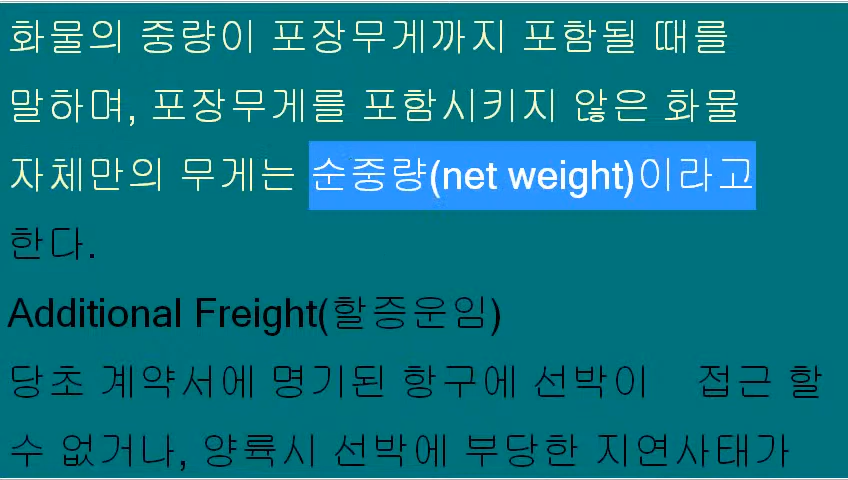 화물의 중량이 포장무게까지 포함될 때를
말하며, 포장무게를 포함시키지 않은 화물
자체만의 무게는 순중량(net weight)이라고
한다.
Additional Freight(할증운임)
당초 계약서에 명기된 항구에 선박이 접근 할
수 없거나, 양륙시 선박에 부당한 지연사태가